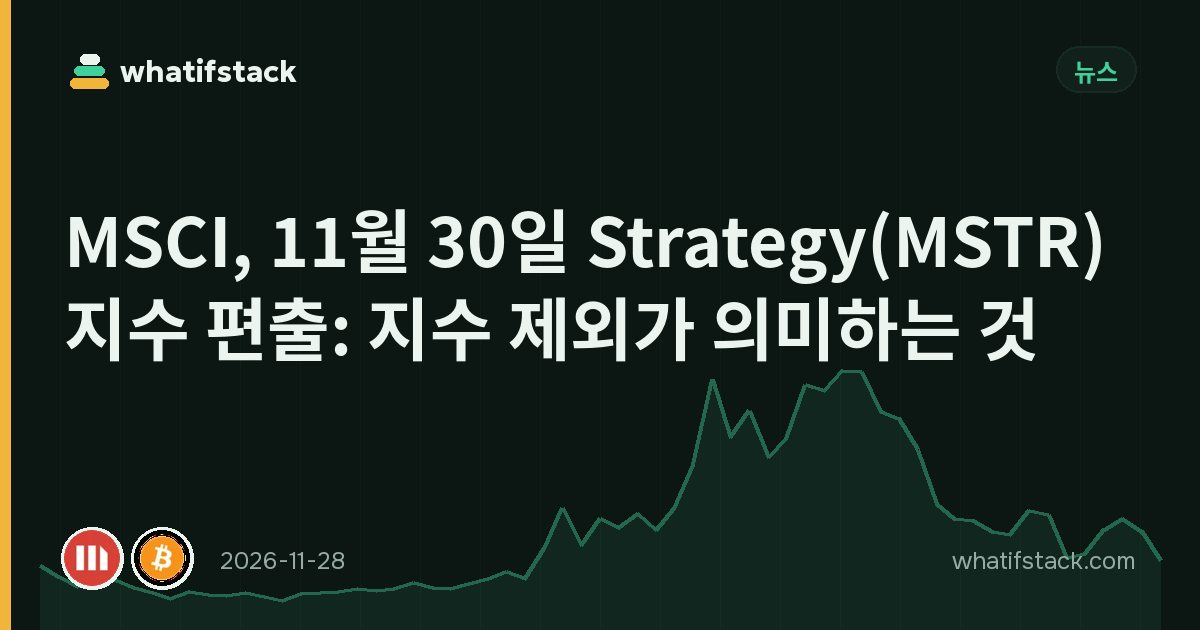 whatifstack
뉴스
MSCI, 11월 30일 Strategy(MSTR)
지수 편출: 지수 제외가 의미하는 것
2026-11-28
whatifstack.com